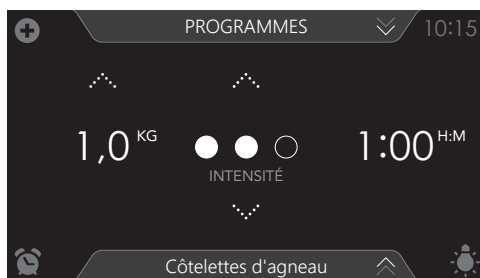 PROGRAMMES 10:15
1,0 KG 1:00 H:M
INTENSITÉ
Côtelettes d'agneau